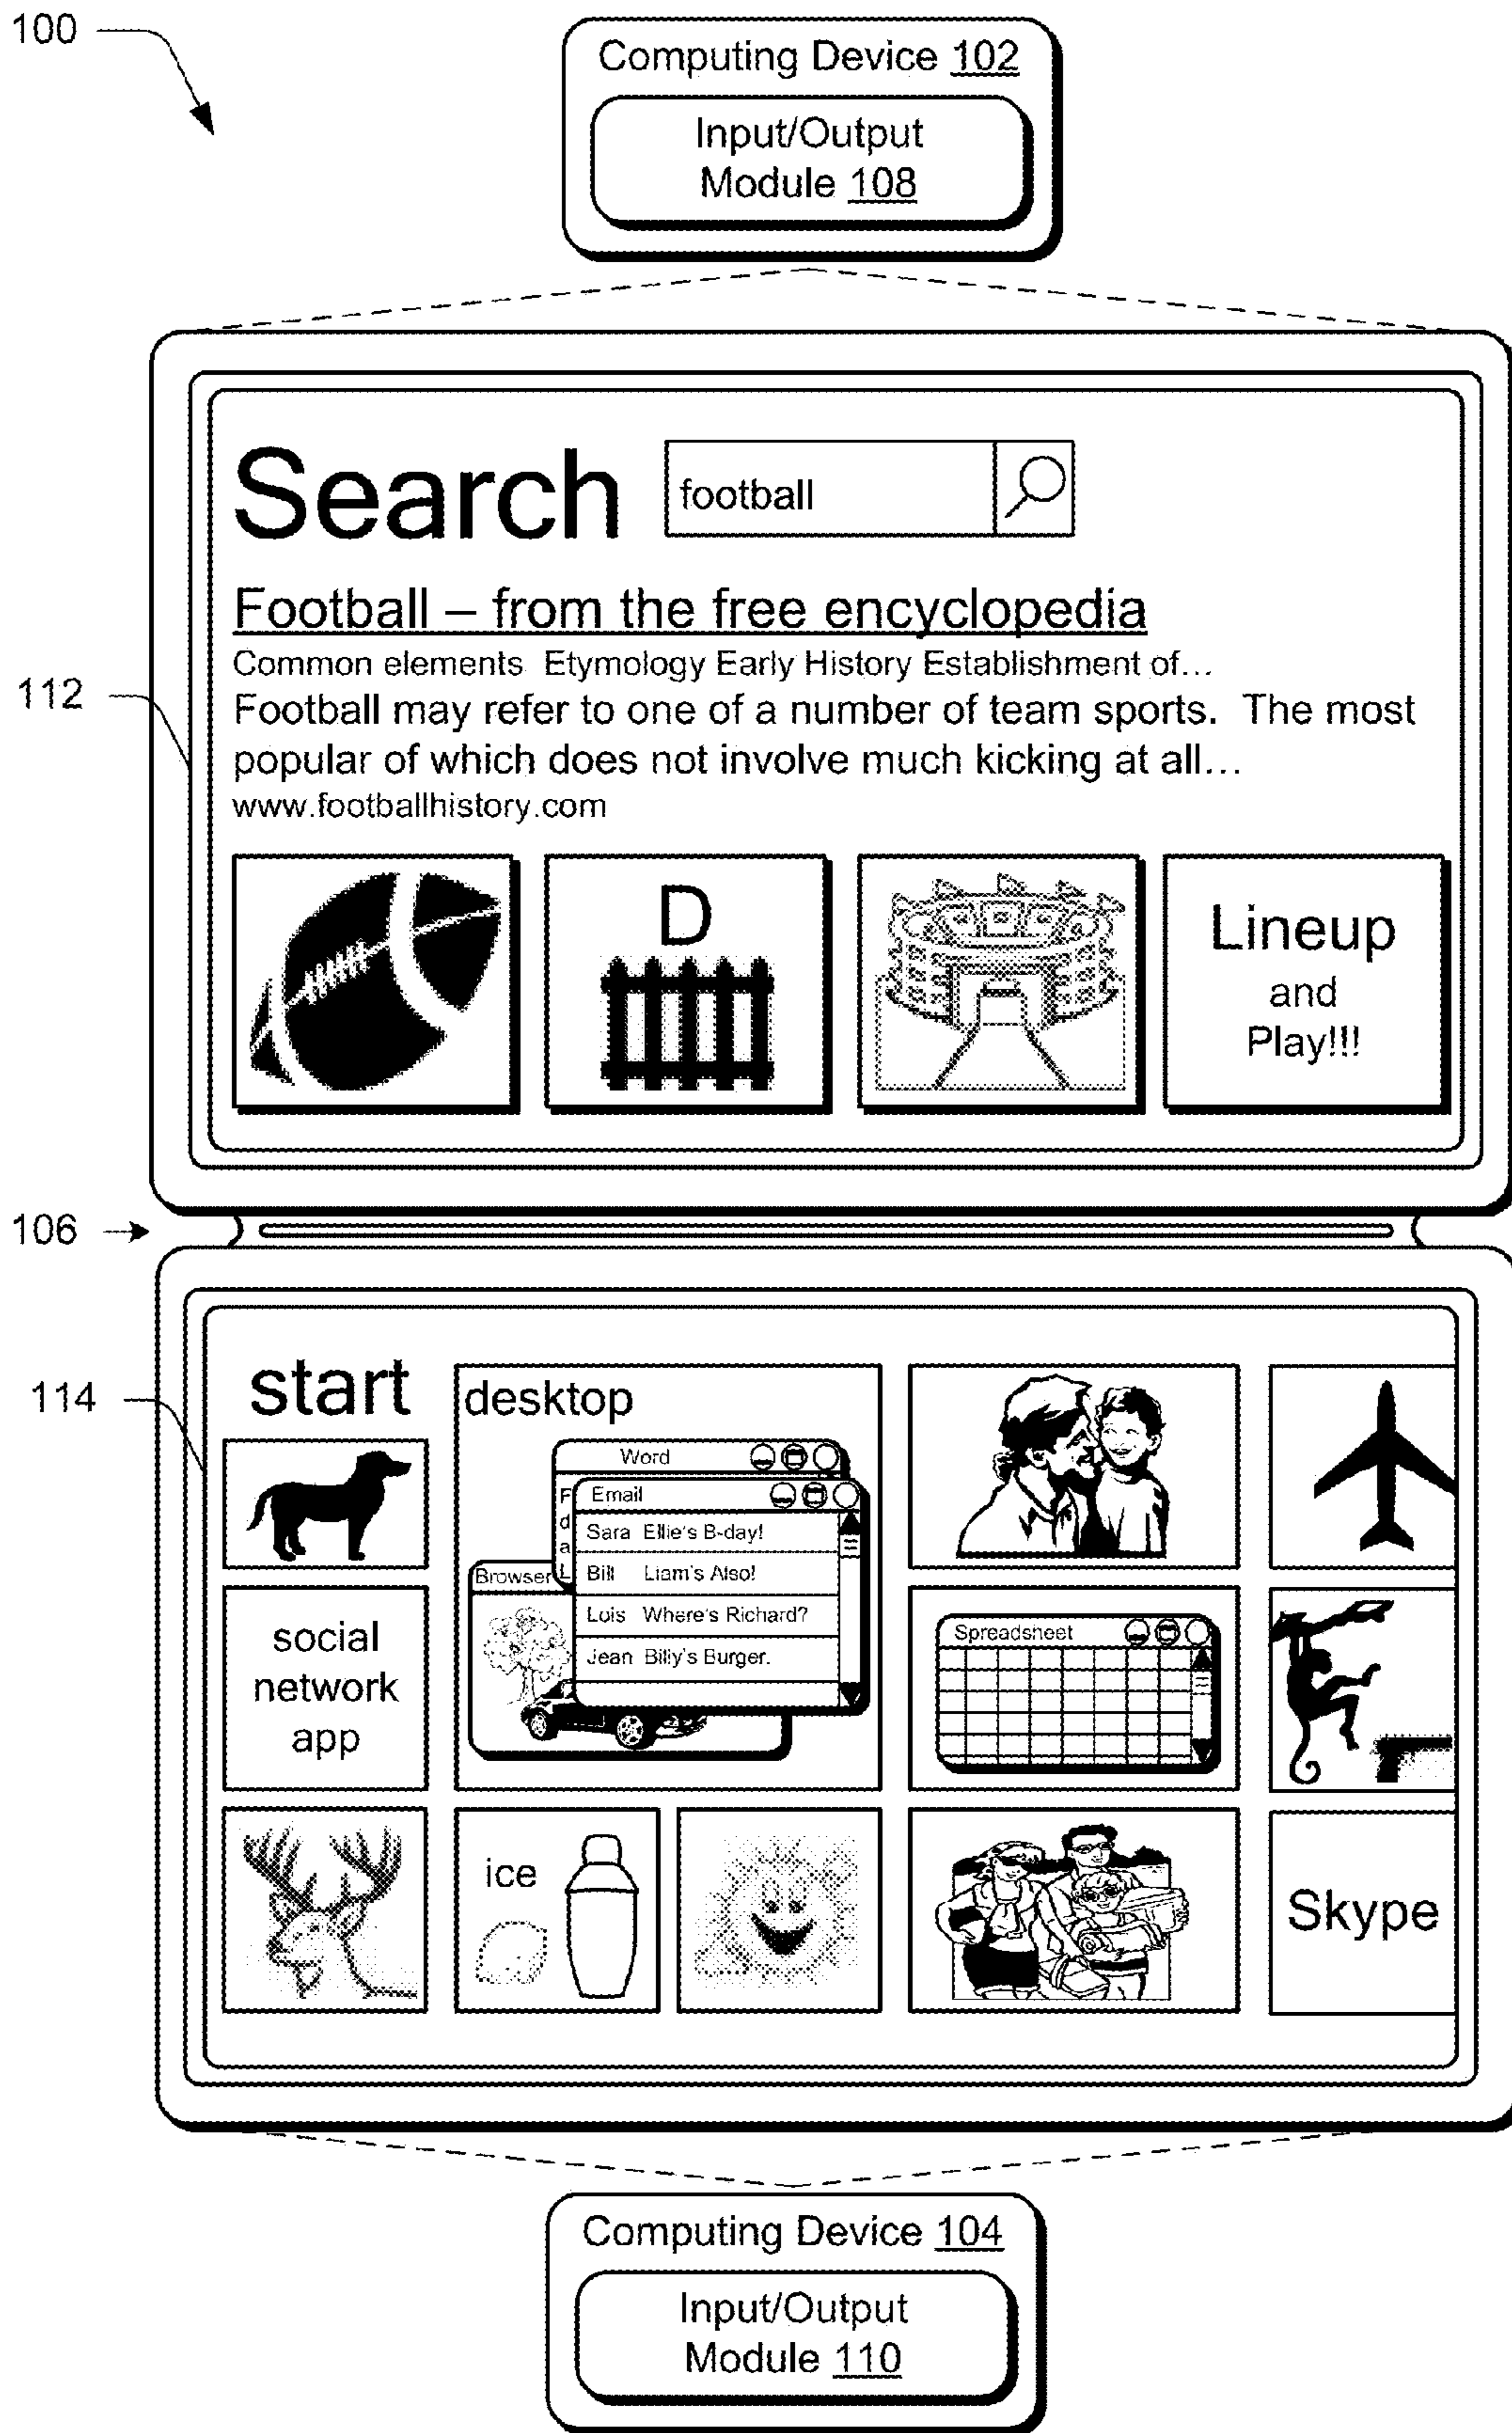 100
Computing Device 102
Input/Output
Module 108
Search
football
Football – from the free encyclopedia
Common elements Etymology Early History Establishment of...
112
Football may refer to one of a number of team sports. The most
popular of which does not involve much kicking at all...
www.footballhistory.com
D
Lineup
and
Play!!!
106
114
start
desktop
Word
F
d
a
L
Email
Sara Ellie's B-day!
Bill Liam's Also!
Lois Where's Richard?
Jean Billy's Burger.
Browser
social
network
app
Spreadsheet
ice
Skype
Computing Device 104
Input/Output
Module 110